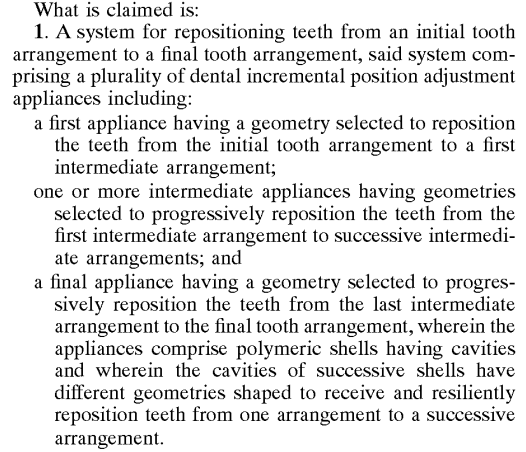 What is claimed is:
1. A system for repositioning teeth from an initial tooth
arrangement to a final tooth arrangement, said system com-
prising a plurality of dental incremental position adjustment
appliances including:
a first appliance having a geometry selected to reposition
the teeth from the initial tooth arrangement to a first
intermediate arrangement;
one or more intermediate appliances having geometries
selected to progressively reposition the teeth from the
first intermediate arrangement to successive intermedi-
ate arrangements; and
a final appliance having a geometry selected to progres-
sively reposition the teeth from the last intermediate
arrangement to the final tooth arrangement, wherein the
appliances comprise polymeric shells having cavities
and wherein the cavities of successive shells have
different geometries shaped to receive and resiliently
reposition teeth from one arrangement to a successive
arrangement.